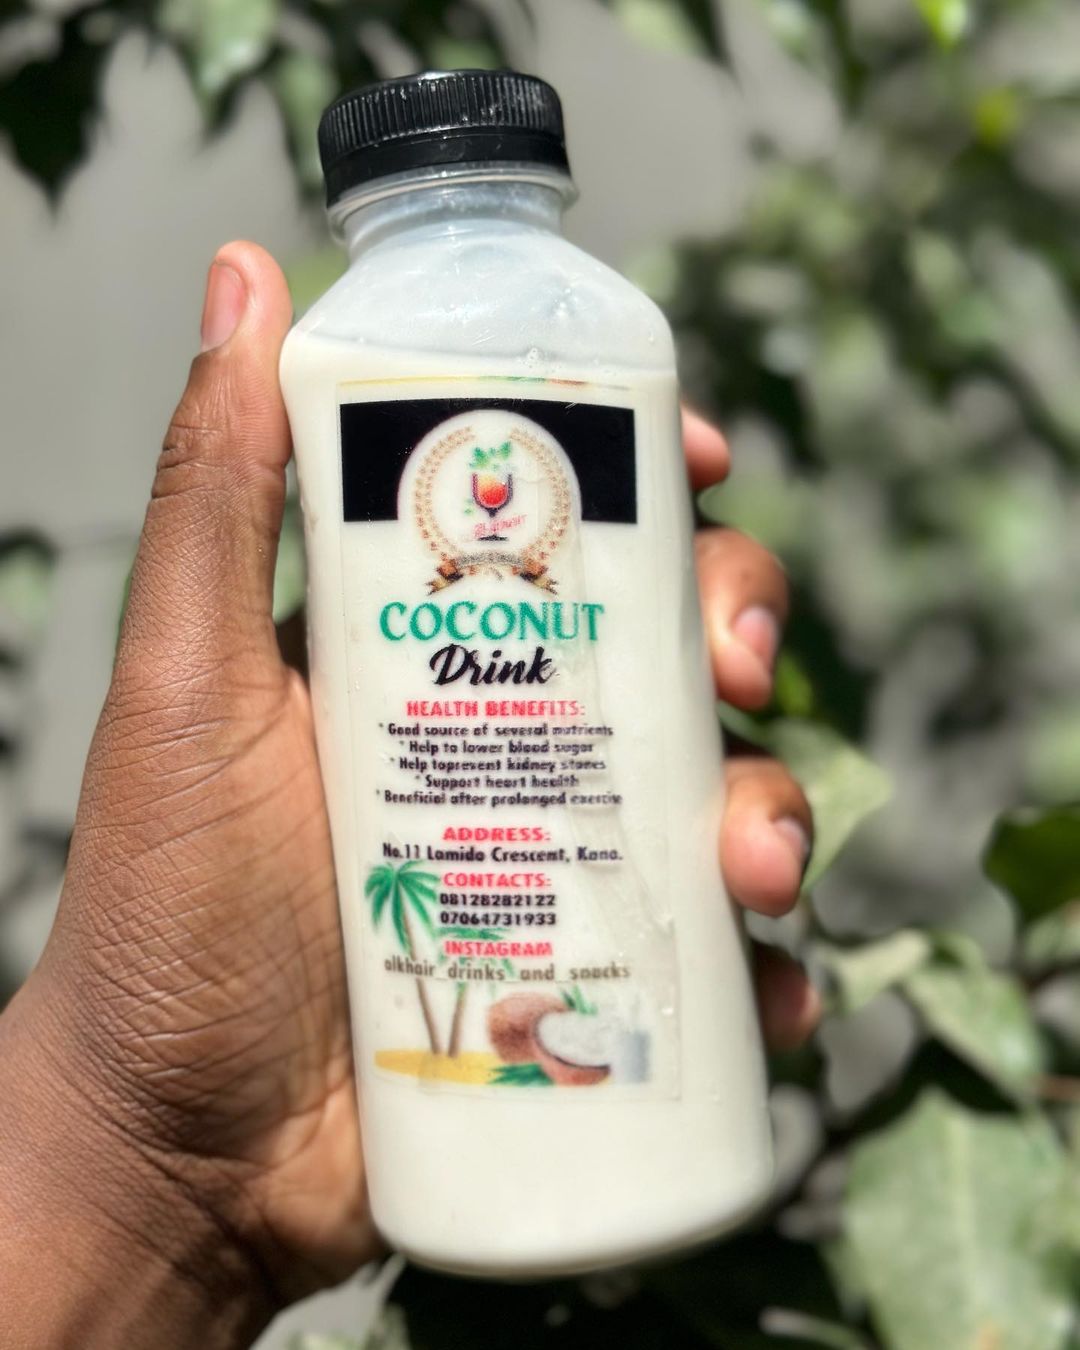 COCONUT
Drink
HEALTH BENEFITS:
* Good source of several nutrients
* Help to lower blood sugar
* Help toprevent kidney stones
* Support heart health
* Beneficial after prolonged exercise
ADDRESS:
No.11 Lamido Crescent, Kano.
CONTACTS:
08128282122
07064731933
INSTAGRAM
alkhair_drinks_and_snacks